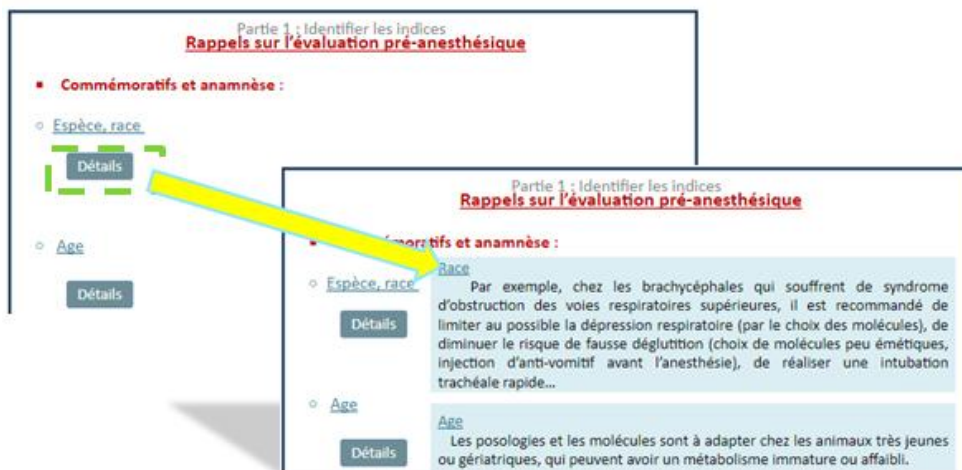 Partie 1 : Identifier les indices
Rappels sur l'évaluation pré-anesthésique
Commémoratifs et anamnèse :
Espèce, race
Détails
Age
Détails
Partie 1 : Identifier les indices
Rappels sur l'évaluation pré-anesthésique
et anamnèse :
Espèce, race
Détails
Race
Par exemple, chez les brachycéphales qui souffrent de syndrome
d'obstruction des voies respiratoires supérieures, il est recommandé de
limiter au possible la dépression respiratoire (par le choix des molécules), de
diminuer le risque de fausse déglutition (choix de molécules peu émétiques,
injection d'anti-vomitif avant l'anesthésie), de réaliser une intubation
trachéale rapide...
Age
Détails
Age
Les posologies et les molécules sont à adapter chez les animaux très jeunes
ou gériatriques, qui peuvent avoir un métabolisme immature ou affaibli.